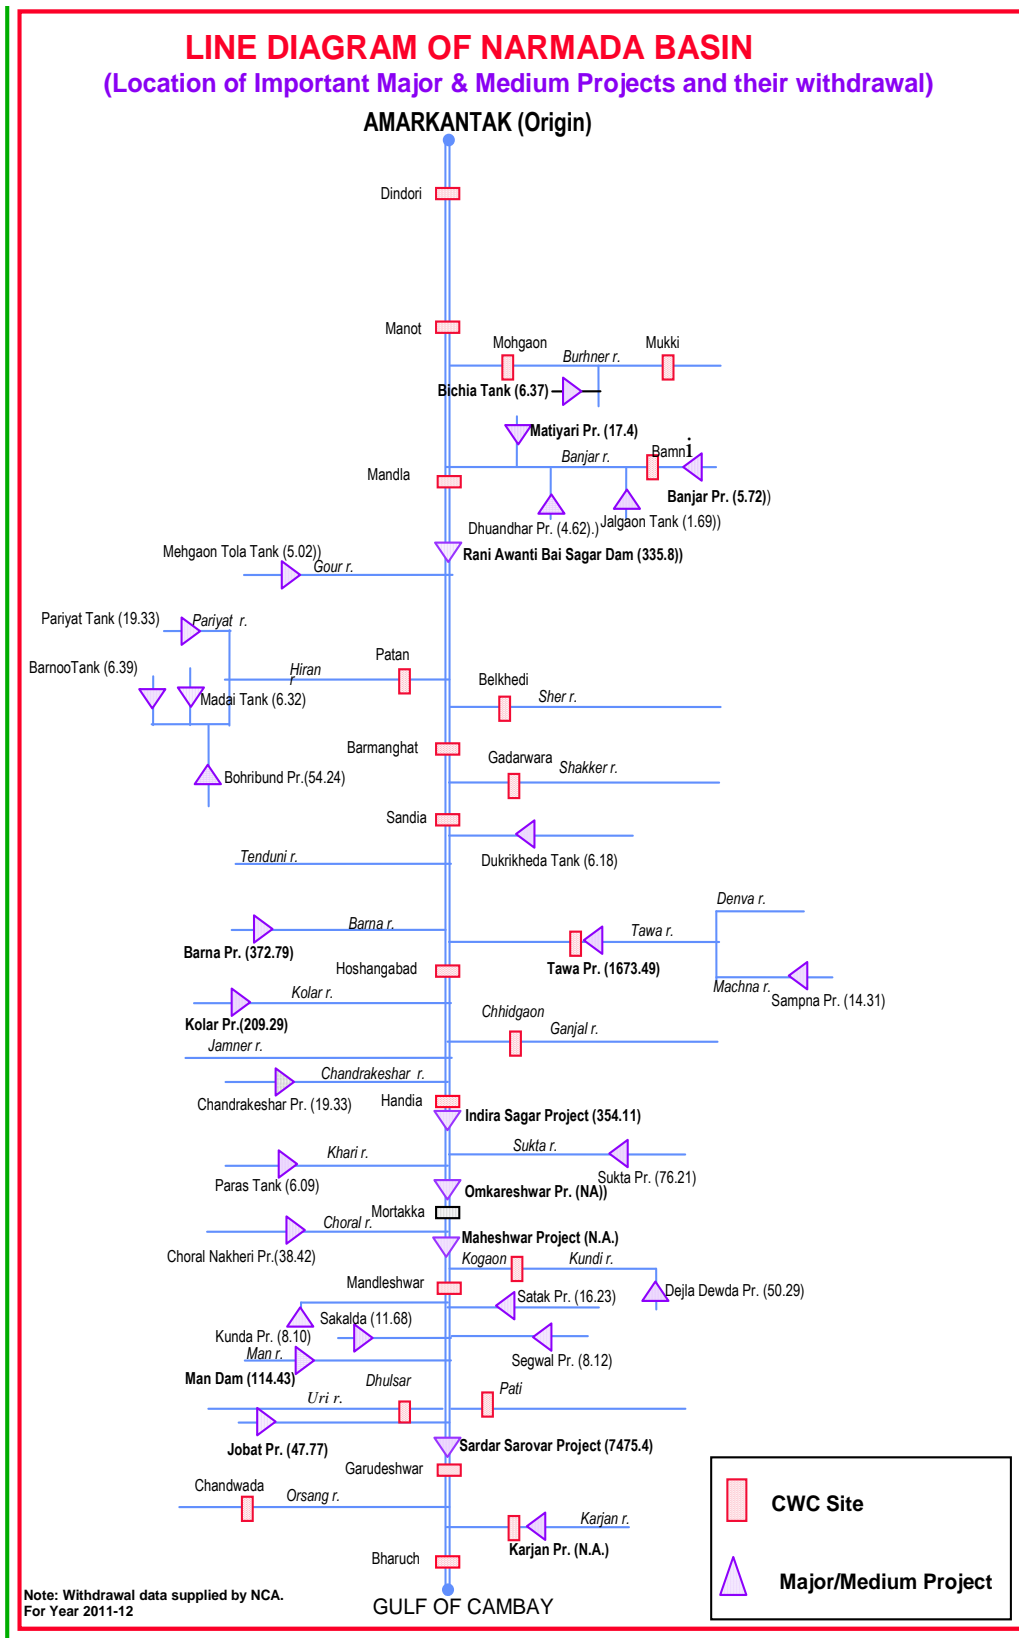 LINE DIAGRAM OF NARMADA BASIN
(Location of Important Major & Medium Projects and their withdrawal)
AMARKANTAK (Origin)
Dindori
Manot
Mohgaon
Burhner r.
Mukki
Bichia Tank (6.37)
Matiyari Pr. (17.4)
Banjar r.
Bamni
Mandla
Banjar Pr. (5.72))
Dhuandhar Pr. (4.62).)
Jalgaon Tank (1.69))
Mehgaon Tola Tank (5.02))
Rani Awanti Bai Sagar Dam (335.8))
Gour r.
Pariyat Tank (19.33)
Pariyat r.
Patan
BarnooTank (6.39)
Hiran
r
Belkhedi
Madai Tank (6.32)
Sher r.
Barmanghat
Gadarwara
Shakker r.
Bohribund Pr.(54.24)
Sandia
Tenduni r.
Dukrikheda Tank (6.18)
Denva r.
Barna r.
Tawa r.
Barna Pr. (372.79)
Hoshangabad
Tawa Pr. (1673.49)
Machna r.
Sampna Pr. (14.31)
Kolar r.
Kolar Pr.(209.29)
Chhidgaon
Ganjal r.
Jamner r.
Chandrakeshar r.
Chandrakeshar Pr. (19.33)
Handia
Indira Sagar Project (354.11)
Khari r.
Sukta r.
Paras Tank (6.09)
Sukta Pr. (76.21)
Omkareshwar Pr. (NA))
Mortakka
Choral r.
Maheshwar Project (N.A.)
Choral Nakheri Pr.(38.42)
Kogaon
Kundi r.
Mandleshwar
Satak Pr. (16.23)
Dejla Dewda Pr. (50.29)
Sakalda (11.68)
Kunda Pr. (8.10)
Man r.
Segwal Pr. (8.12)
Man Dam (114.43)
Dhulsar
Pati
Uri r.
Jobat Pr. (47.77)
Sardar Sarovar Project (7475.4)
Garudeshwar
Chandwada
Orsang r.
Karjan r.
Karjan Pr. (N.A.)
Bharuch
GULF OF CAMBAY
CWC Site
Major/Medium Project
Note: Withdrawal data supplied by NCA.
For Year 2011-12